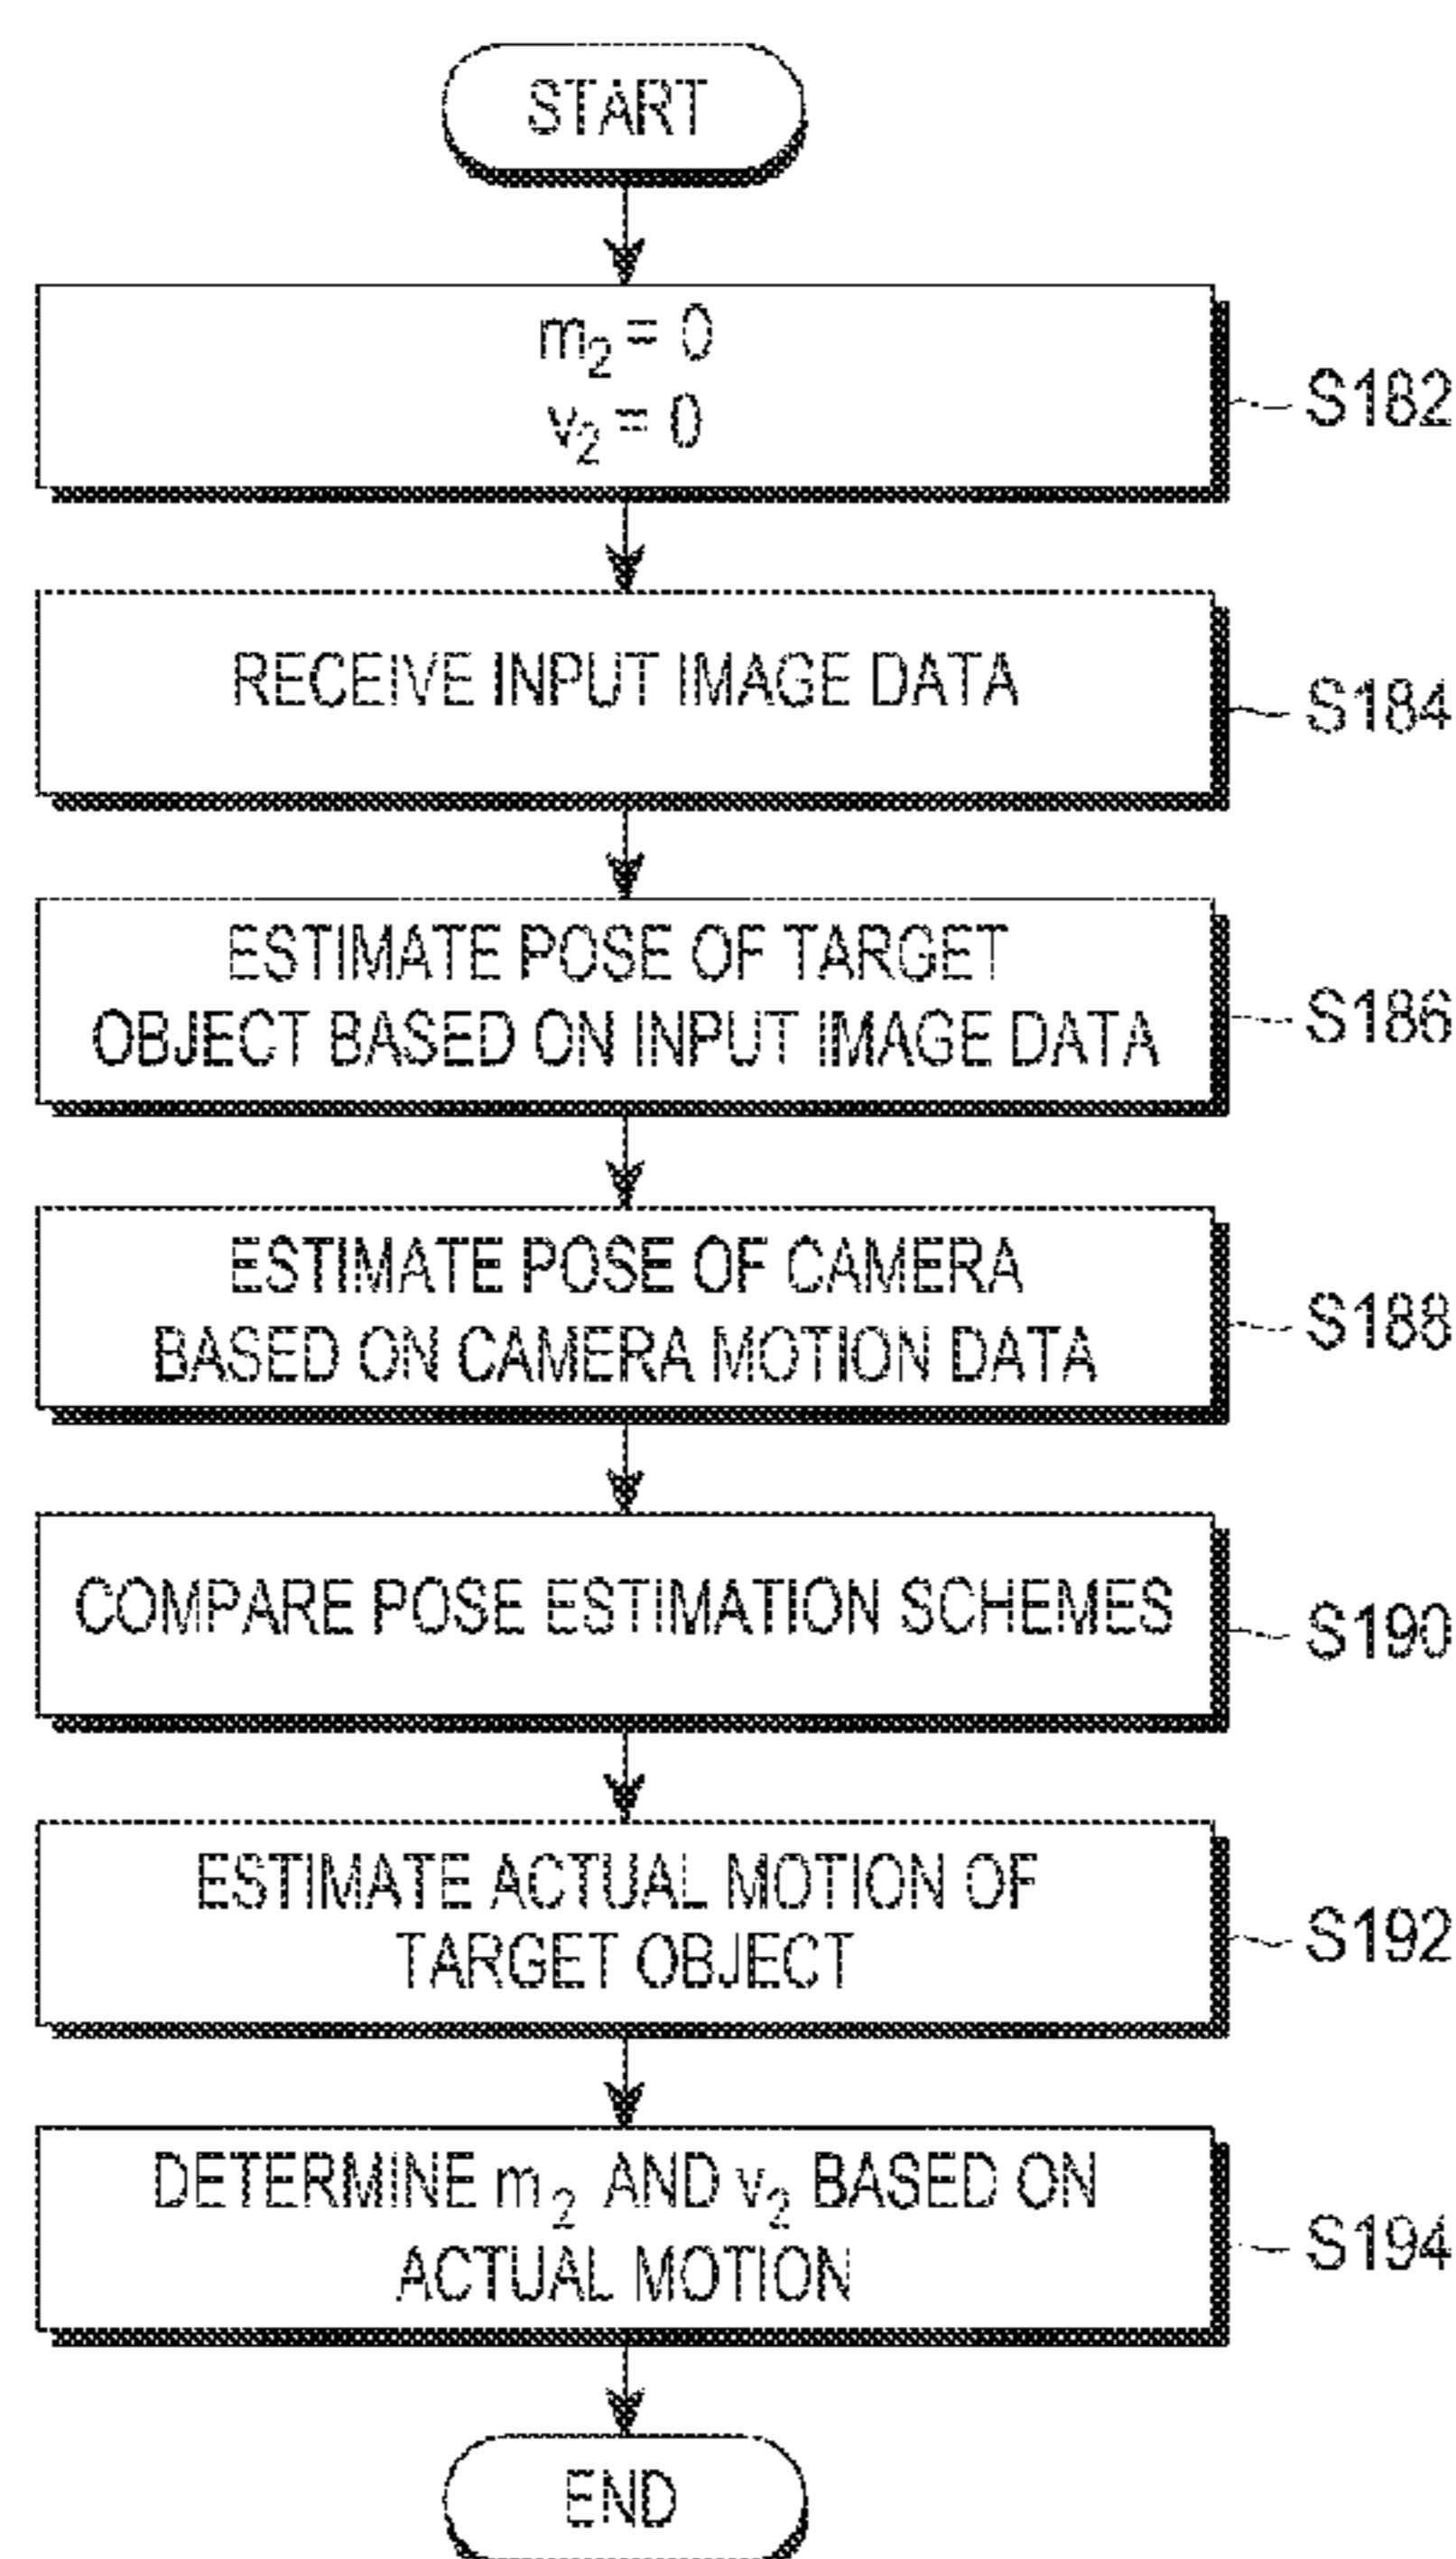 START
m2 = 0
v2 = 0
S182
RECEIVE INPUT IMAGE DATA
S184
ESTIMATE POSE OF TARGET
OBJECT BASED ON INPUT IMAGE DATA
S186
ESTIMATE POSE OF CAMERA
BASED ON CAMERA MOTION DATA
S188
COMPARE POSE ESTIMATION SCHEMES
S190
ESTIMATE ACTUAL MOTION OF
TARGET OBJECT
S192
DETERMINE m2 AND v2 BASED ON
ACTUAL MOTION
S194
END